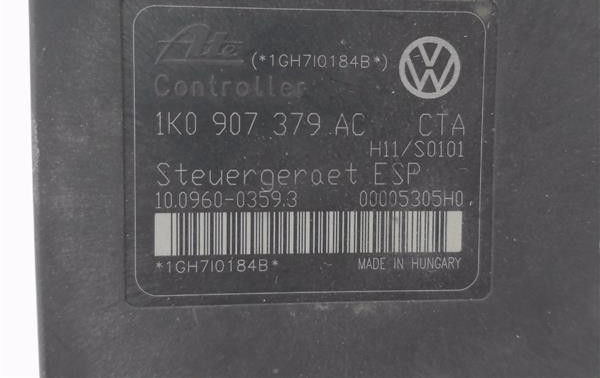 Ate (*1GH7I0184B*)
Controller
1K0 907 379 AC CTA
H11/S0101
Steuergeraet ESP
10.0960-0359.3 00005305H0
*1GH7I0184B* MADE IN HUNGARY